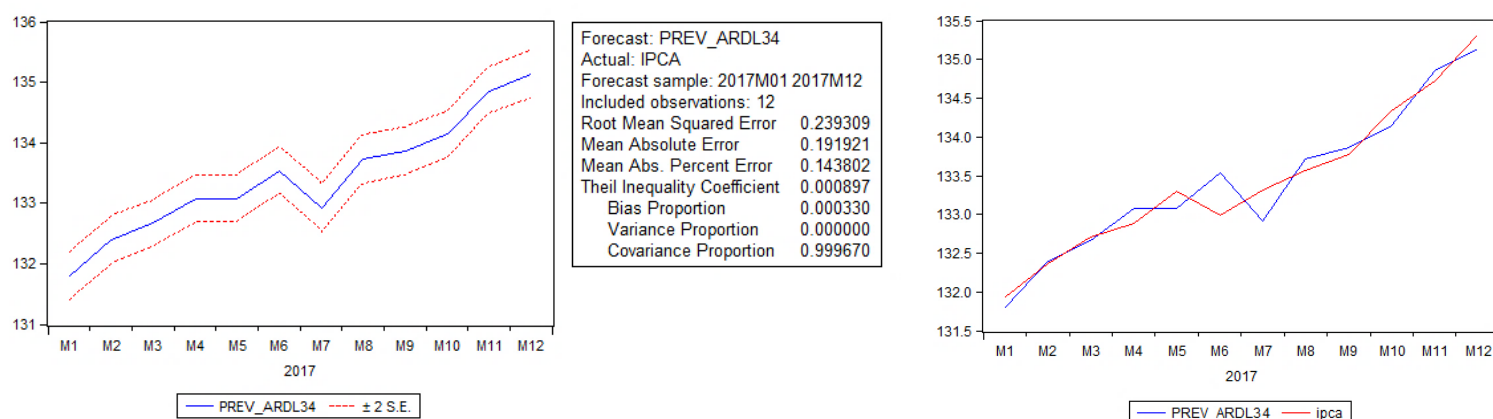 136
135
134
133
132
131
M1 M2 M3 M4 M5 M6 M7 M8 M9 M10 M11 M12
2017
PREV_ARDL34 ± 2 S.E.
Forecast: PREV_ARDL34
Actual: IPCA
Forecast sample: 2017M01 2017M12
Included observations: 12
Root Mean Squared Error 0.239309
Mean Absolute Error 0.191921
Mean Abs. Percent Error 0.143802
Theil Inequality Coefficient 0.000897
Bias Proportion 0.000330
Variance Proportion 0.000000
Covariance Proportion 0.999670
135.5
135.0
134.5
134.0
133.5
133.0
132.5
132.0
131.5
M1 M2 M3 M4 M5 M6 M7 M8 M9 M10 M11 M12
2017
PREV_ARDL34 ipca